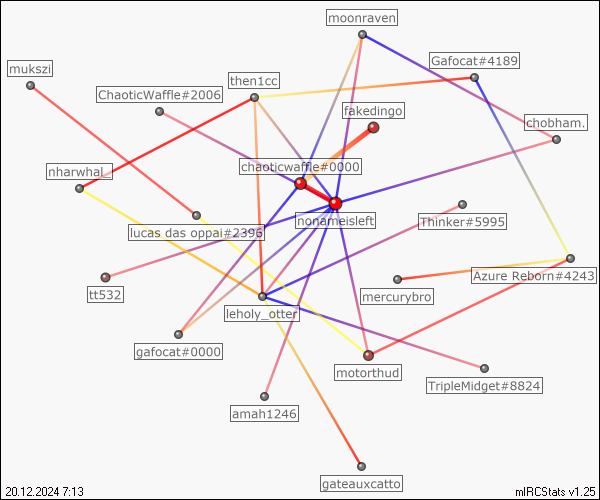 moonraven
Gafocat#4189
mukszi
then1cc
ChaoticWaffle#2006
fakedingo
chobham.
chaoticwaffle#0000
nharwhal_
nonameisleft
Thinker#5995
lucas das oppai#2396
Azure Reborn#4243
tt532
mercurybro
leholy_otter
gafocat#0000
motorthud
TripleMidget#8824
amah1246
gateauxcatto
20.12.2024 7:13
mIRCStats v1.25